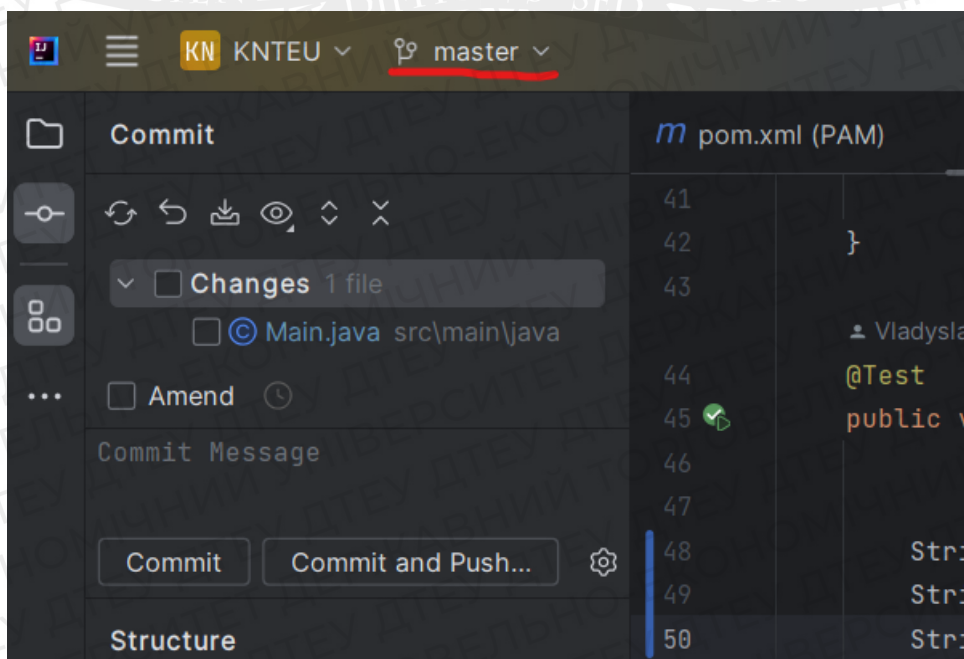 KN KNTEU master
Commit
pom.xml (PAM)
Changes 1 file
Main.java src\main\java
Amend
Commit Message
Commit Commit and Push...
Structure
41
42 }
43
Vladysla
44 @Test
45 public
46
47
48 Stri
49 Stri
50 Stri